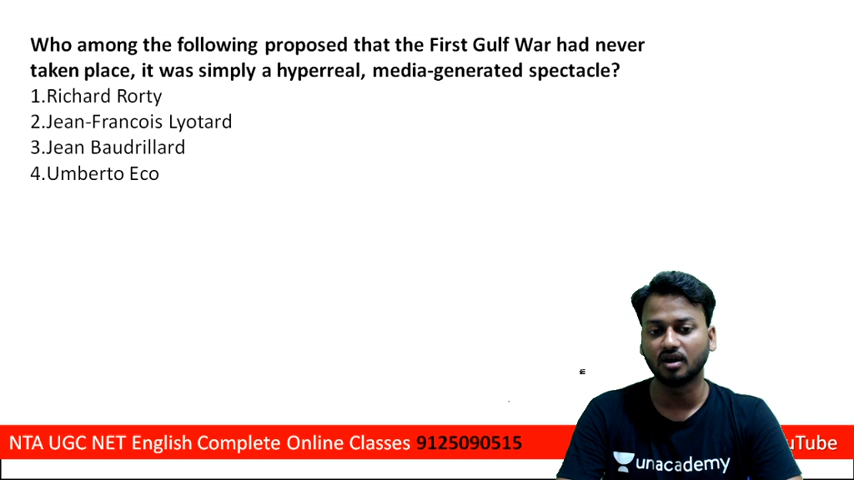 Who among the following proposed that the First Gulf War had never
taken place, it was simply a hyperreal, media-generated spectacle?
1.Richard Rorty
2.Jean-Francois Lyotard
3.Jean Baudrillard
4.Umberto Eco
NTA UGC NET English Complete Online Classes 9125090515
uTube
unacademy